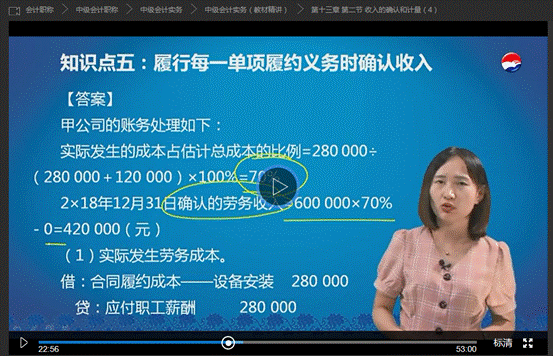 会计职称 > 中级会计职称 > 中级会计实务 > 中级会计实务（教材精讲） > 第十三章 第二节 收入的确认和计量（4）
知识点五：履行每一单项履约义务时确认收入
【答案】
甲公司的账务处理如下：
实际发生的成本占估计总成本的比例=280 000÷
（280 000＋120 000）×100%=70%
2×18年12月31日确认的劳务收入=600 000×70%
- 0=420 000（元）
（1）实际发生劳务成本。
借：合同履约成本——设备安装 280 000
贷：应付职工薪酬 280 000
22:56 53:00 标清